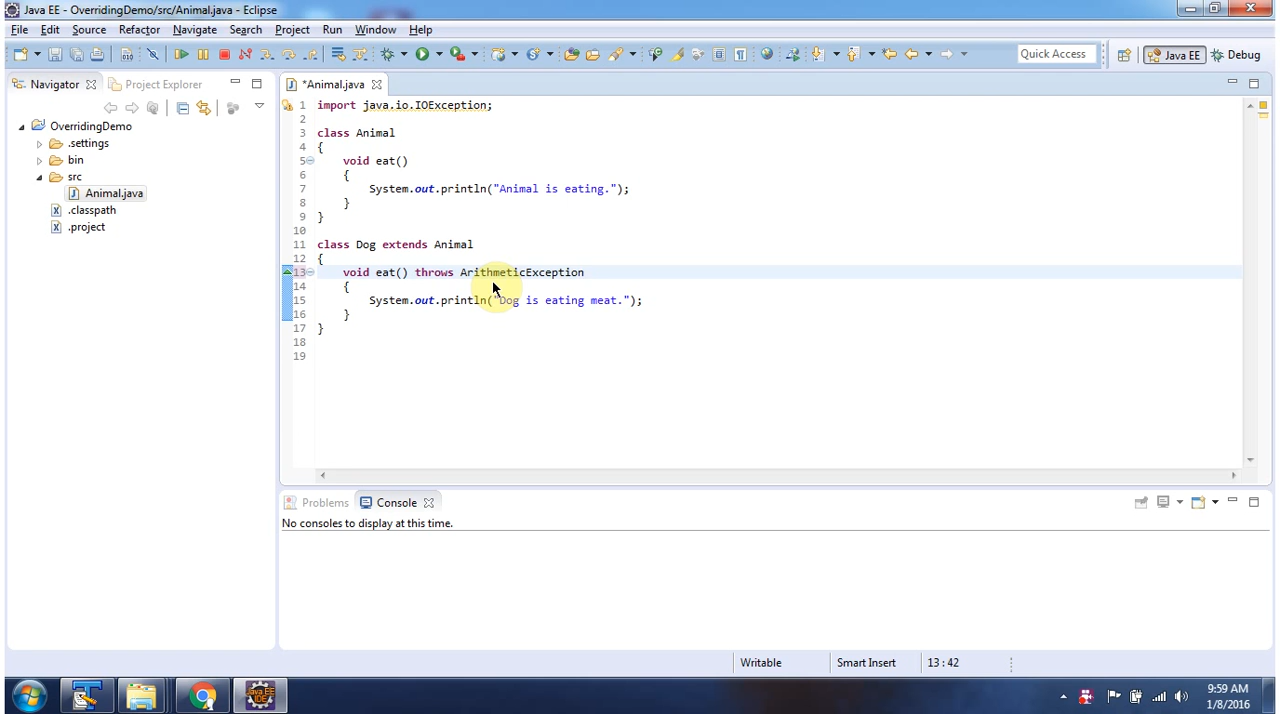 Java EE - OverridingDemo/src/Animal.java - Eclipse
File Edit Source Refactor Navigate Search Project Run Window Help
Quick Access Java EE Debug
Navigator Project Explorer
*Animal.java
OverridingDemo
.settings
bin
src
Animal.java
.classpath
.project
1 import java.io.IOException;
2
3 class Animal
4 {
5 void eat()
6 {
7 System.out.println("Animal is eating.");
8 }
9 }
10
11 class Dog extends Animal
12 {
13 void eat() throws ArithmeticException
14 {
15 System.out.println("Dog is eating meat.");
16 }
17 }
18
19
Problems Console
No consoles to display at this time.
Writable Smart Insert 13 : 42
Java EE
IDE
9:59 AM
1/8/2016